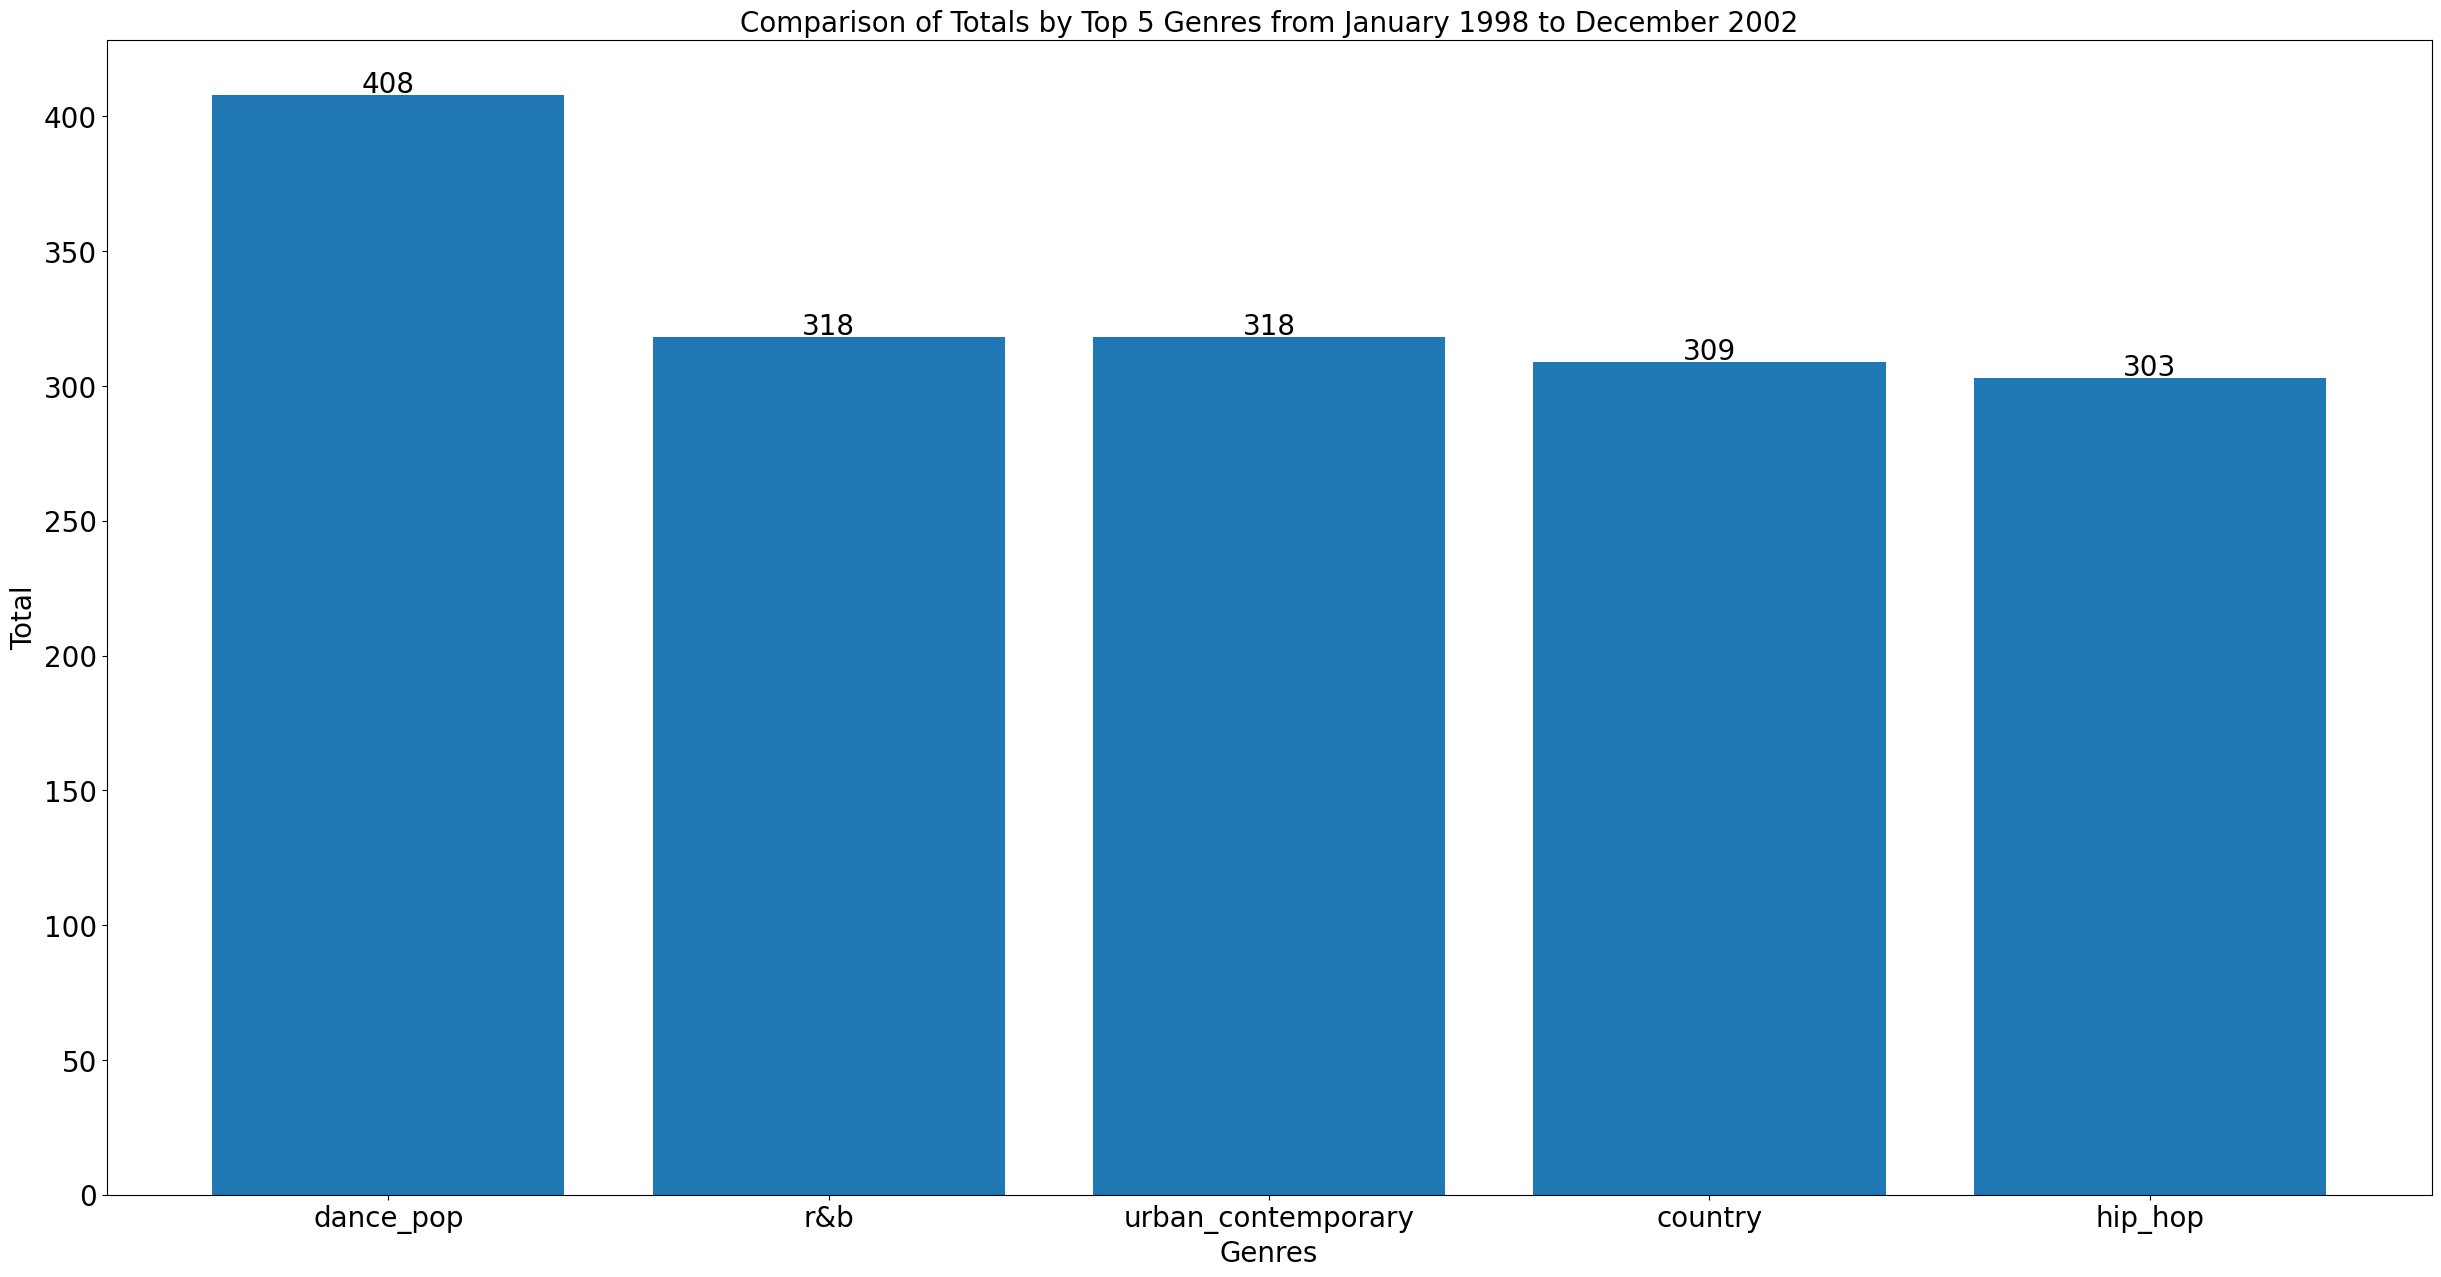 Comparison of Totals by Top 5 Genres from January 1998 to December 2002
408
318
318
309
303
400
350
300
250
200
150
100
50
0
Total
dance_pop
r&b
urban_contemporary
country
hip_hop
Genres